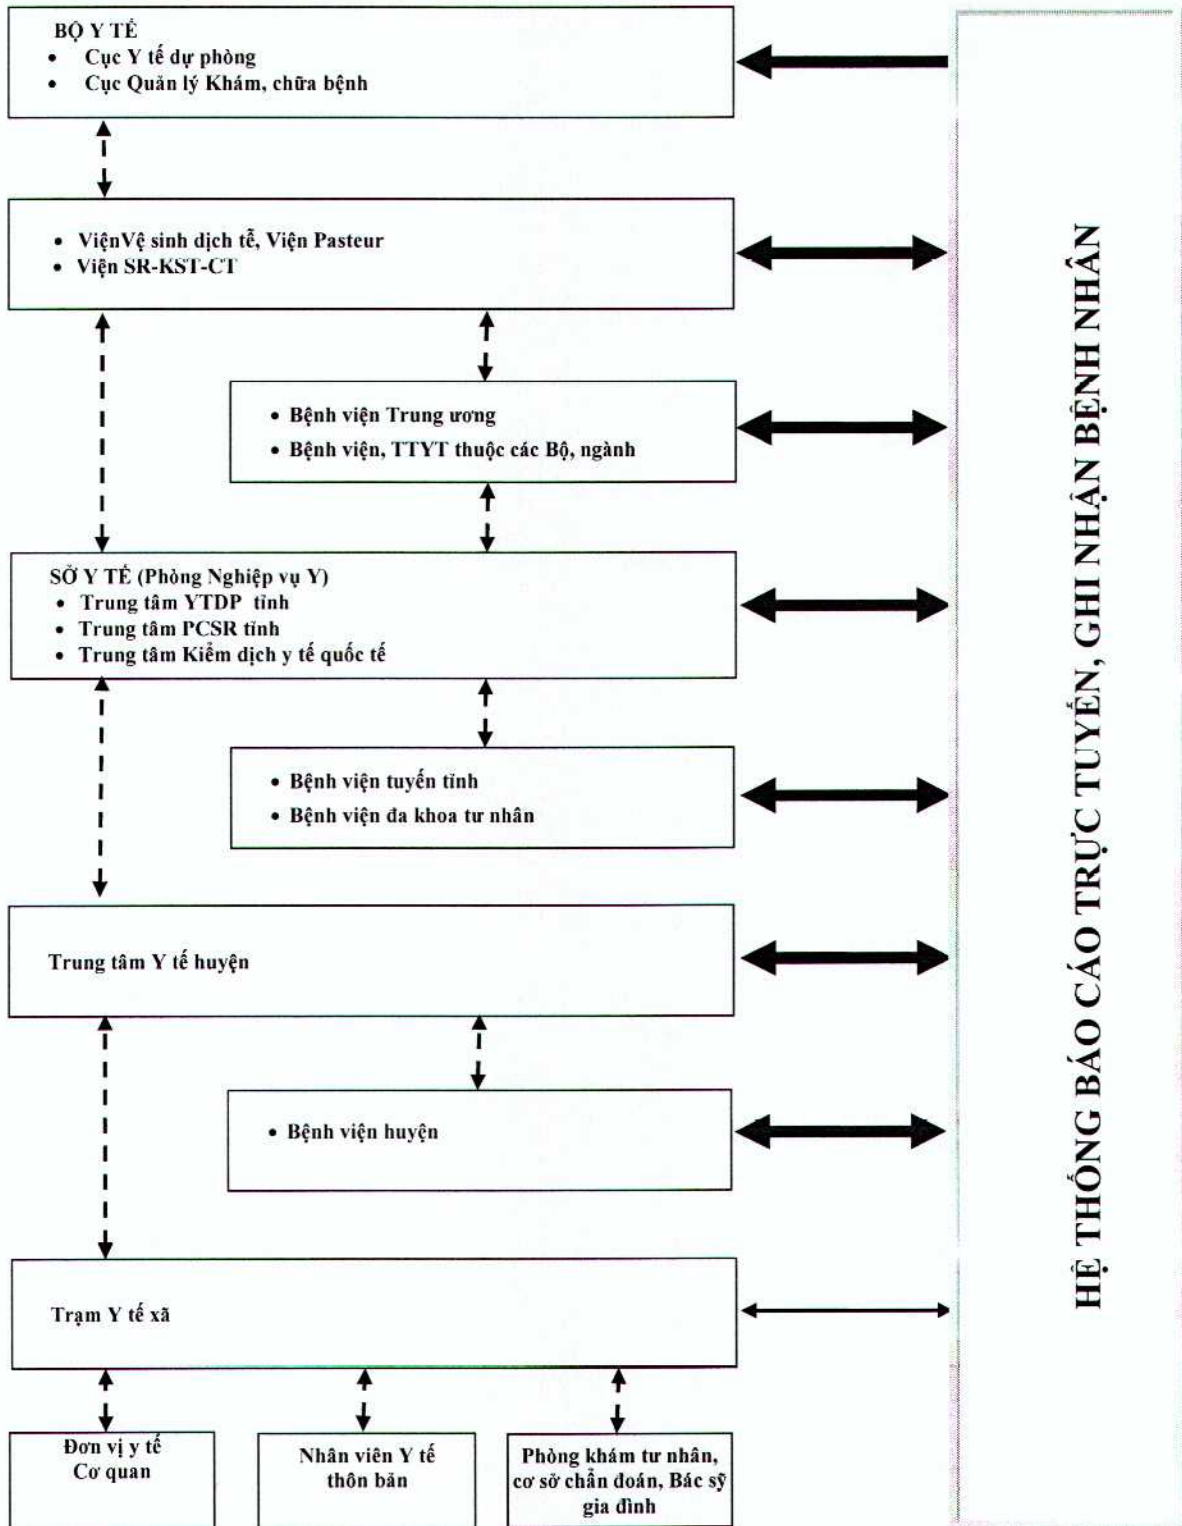 BỘ Y TẾ
• Cục Y tế dự phòng
• Cục Quản lý Khám, chữa bệnh
• ViệnVệ sinh dịch tễ, Viện Pasteur
• Viện SR-KST-CT
• Bệnh viện Trung ương
• Bệnh viện, TTYT thuộc các Bộ, ngành
SỞ Y TẾ (Phòng Nghiệp vụ Y)
• Trung tâm YTDP tỉnh
• Trung tâm PCSR tỉnh
• Trung tâm Kiểm dịch y tế quốc tế
• Bệnh viện tuyến tỉnh
• Bệnh viện đa khoa tư nhân
Trung tâm Y tế huyện
• Bệnh viện huyện
Trạm Y tế xã
Đơn vị y tế
Cơ quan
Nhân viên Y tế
thôn bản
Phòng khám tư nhân,
cơ sở chẩn đoán, Bác sỹ
gia đình
HỆ THỐNG BÁO CÁO TRỰC TUYẾN, GHI NHẬN BỆNH NHÂN